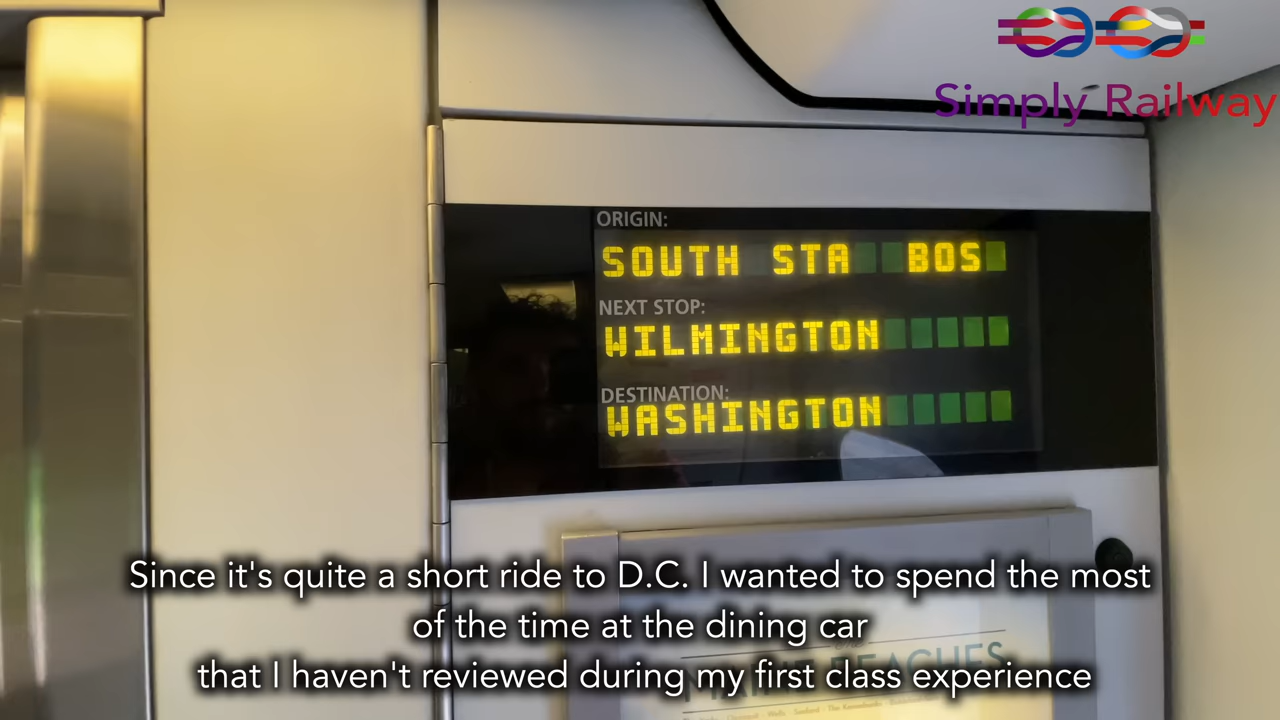 Simply Railway
ORIGIN:
SOUTH STA BOS
NEXT STOP:
WILMINGTON
DESTINATION:
WASHINGTON
Since it's quite a short ride to D.C. I wanted to spend the most
of the time at the dining car
that I haven't reviewed during my first class experience
BEACHES